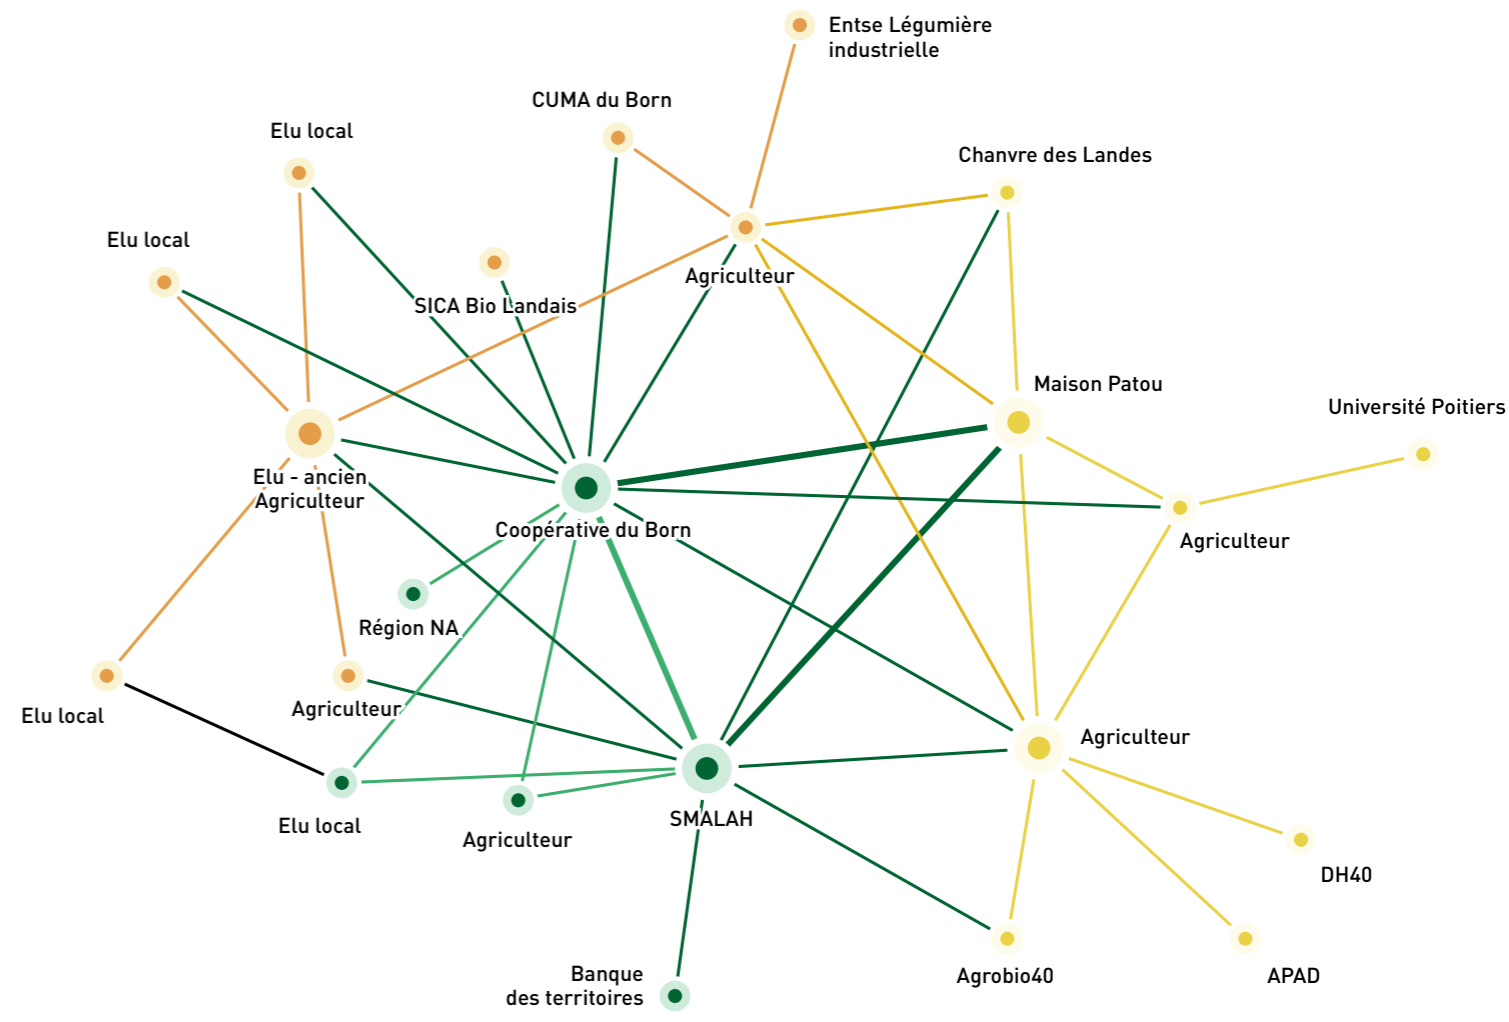 Entse Légumière
industrielle
CUMA du Born
Elu local
Chanvre des Landes
Elu local
Agriculteur
SICA Bio Landais
Maison Patou
Université Poitiers
Elu - ancien
Agriculteur
Coopérative du Born
Agriculteur
Région NA
Elu local
Agriculteur
Agriculteur
SMALAH
Elu local
Agriculteur
DH40
Banque
des territoires
Agrobio40
APAD